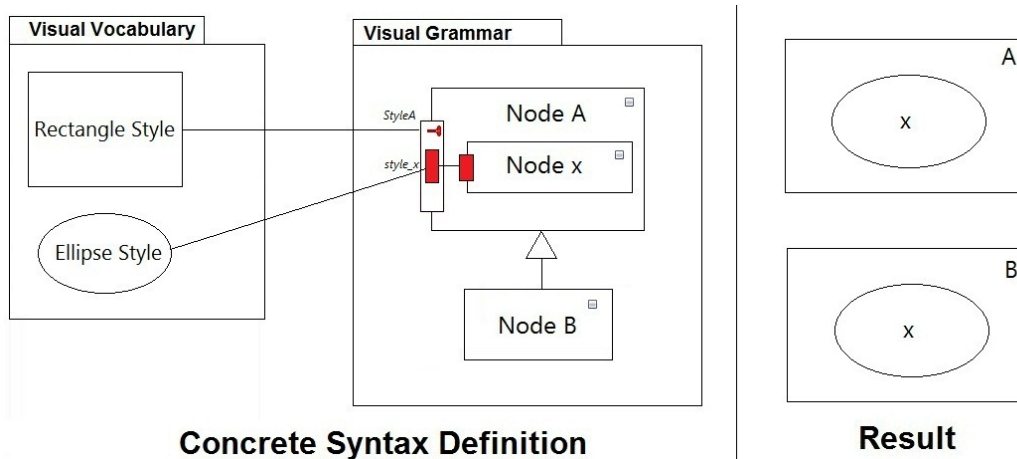 Visual Vocabulary
Rectangle Style
Ellipse Style
Visual Grammar
StyleA
style_x
Node A
Node x
Node B
Concrete Syntax Definition
A
x
B
x
Result